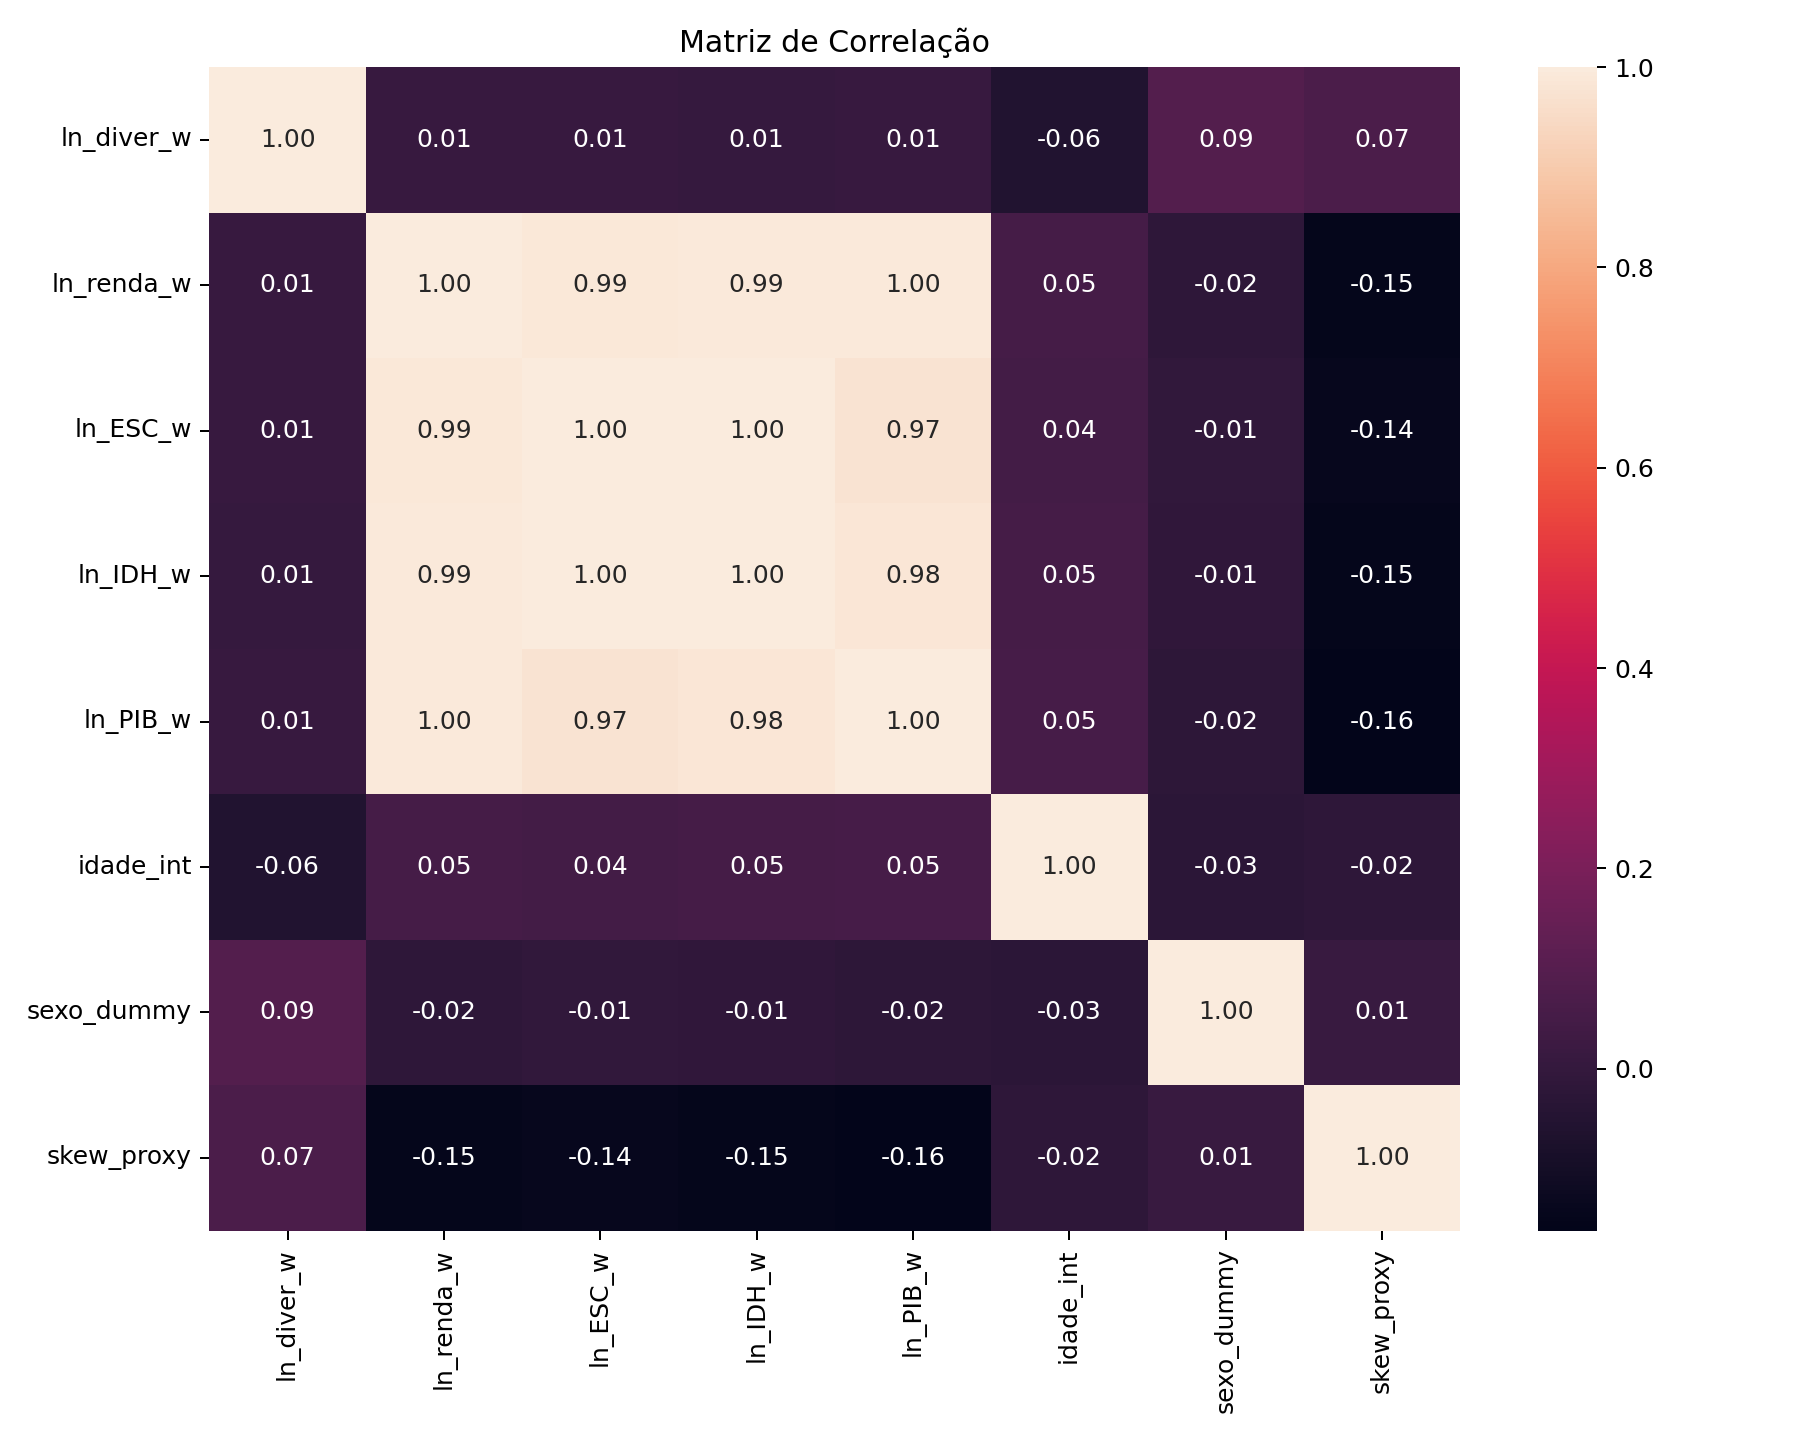 Matriz de Correlação
ln_diver_w 1.00 0.01 0.01 0.01 0.01 -0.06 0.09 0.07
ln_renda_w 0.01 1.00 0.99 0.99 1.00 0.05 -0.02 -0.15
ln_ESC_w 0.01 0.99 1.00 1.00 0.97 0.04 -0.01 -0.14
ln_IDH_w 0.01 0.99 1.00 1.00 0.98 0.05 -0.01 -0.15
ln_PIB_w 0.01 1.00 0.97 0.98 1.00 0.05 -0.02 -0.16
idade_int -0.06 0.05 0.04 0.05 0.05 1.00 -0.03 -0.02
sexo_dummy 0.09 -0.02 -0.01 -0.01 -0.02 -0.03 1.00 0.01
skew_proxy 0.07 -0.15 -0.14 -0.15 -0.16 -0.02 0.01 1.00
ln_diver_w
ln_renda_w
ln_ESC_w
ln_IDH_w
ln_PIB_w
idade_int
sexo_dummy
skew_proxy
1.0
0.8
0.6
0.4
0.2
0.0